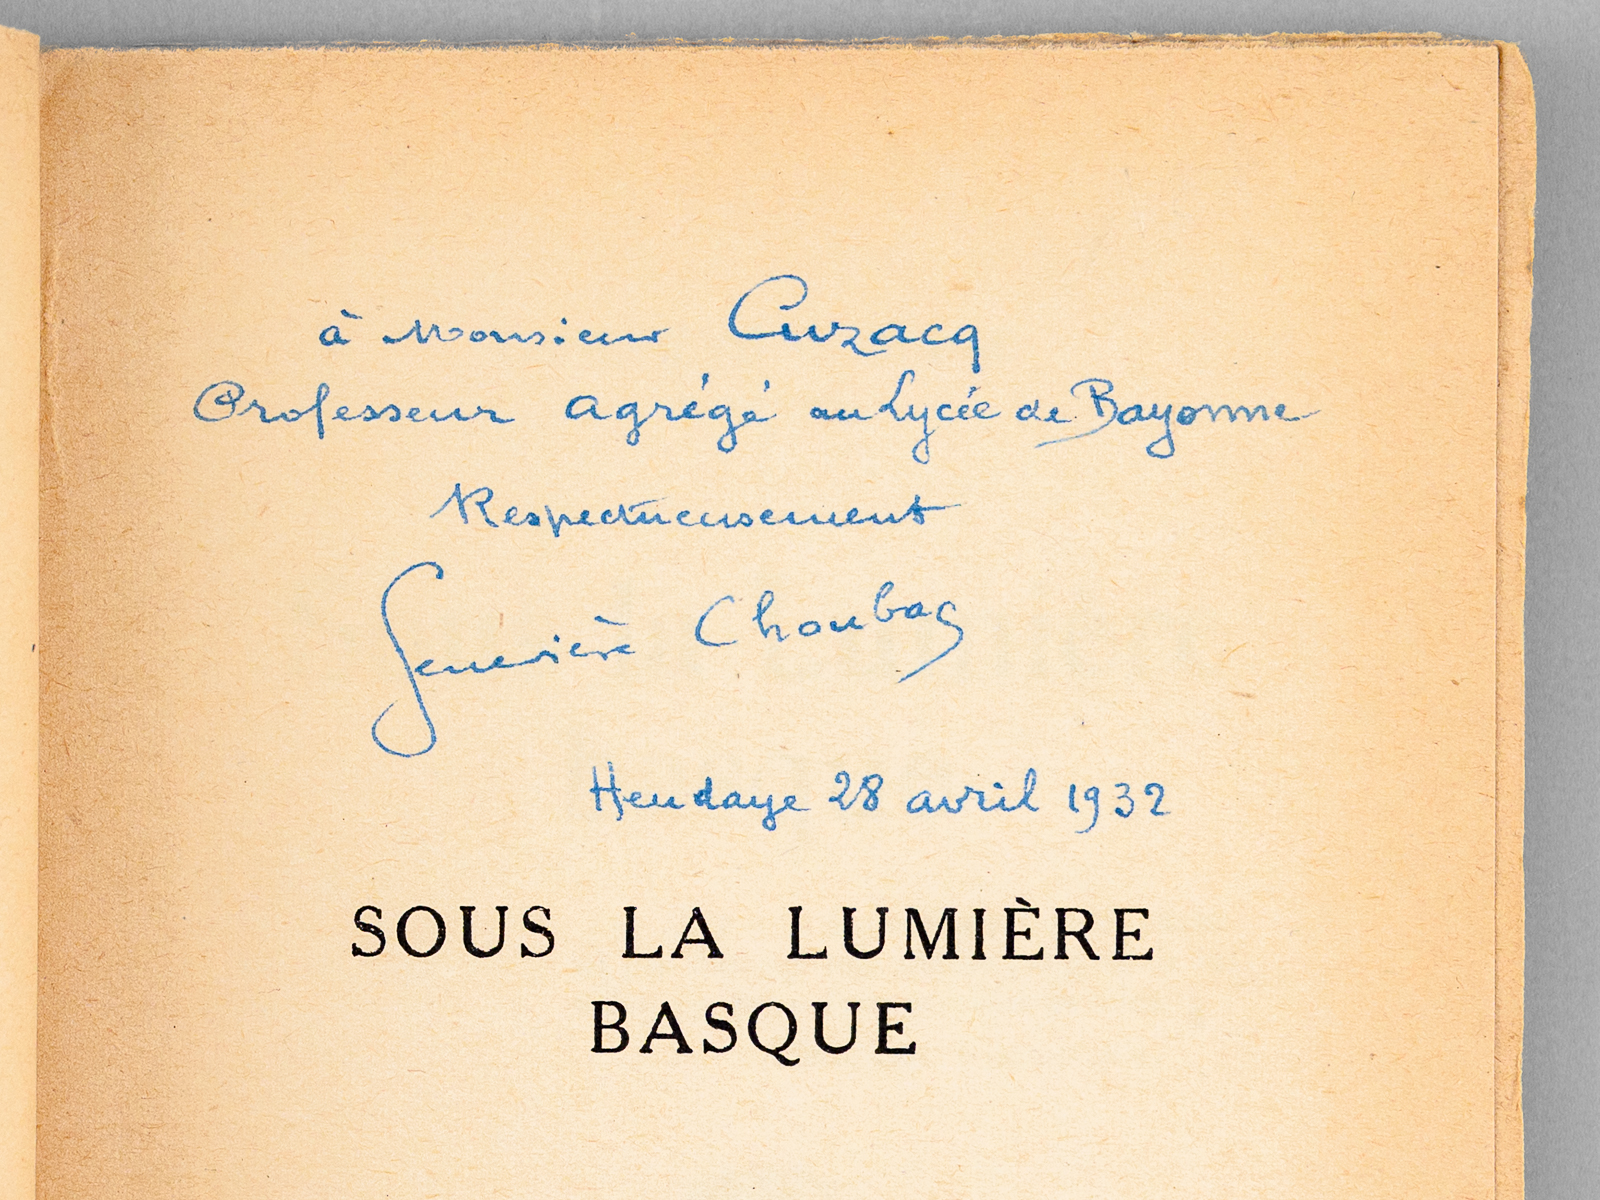 à Monsieur Cuzacq
Professeur agrégé au Lycée de Bayonne
Respectueusement
Geneviève Choubac
Hendaye 28 avril 1932
SOUS LA LUMIÈRE
BASQUE